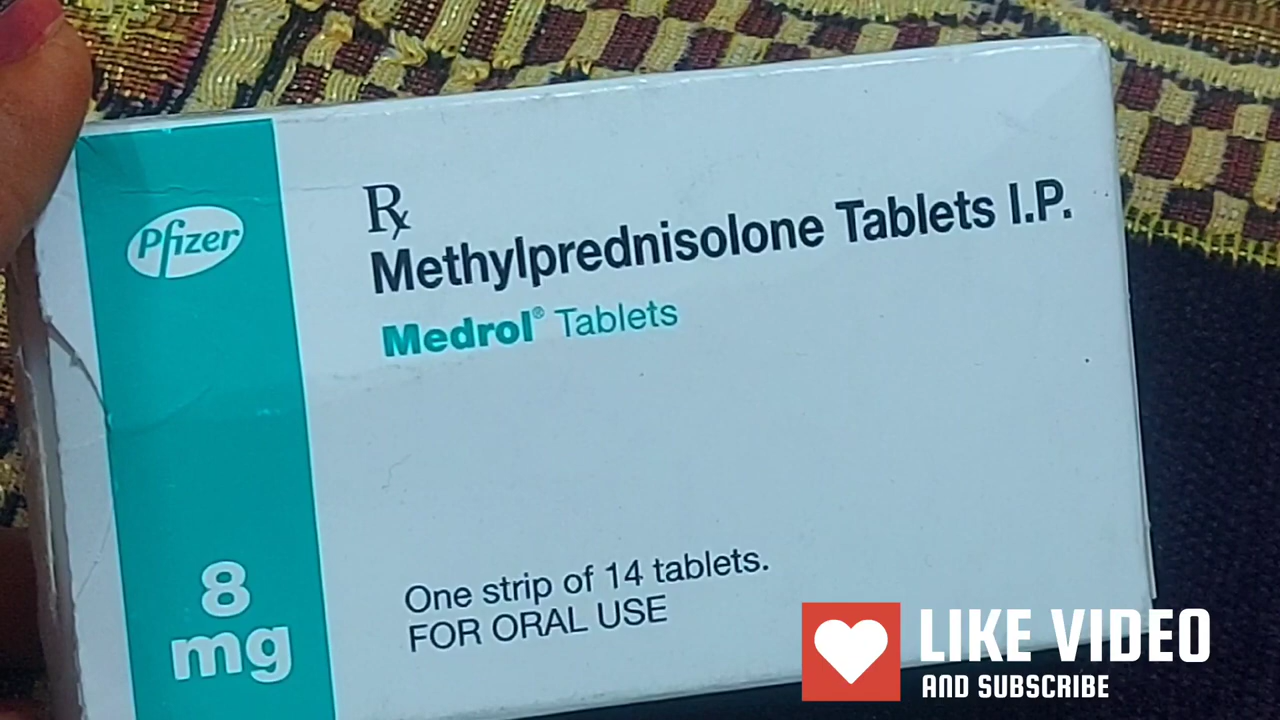 Pfizer
Rx
Methylprednisolone Tablets I.P.
Medrol® Tablets
8
mg
One strip of 14 tablets.
FOR ORAL USE
LIKE VIDEO
AND SUBSCRIBE